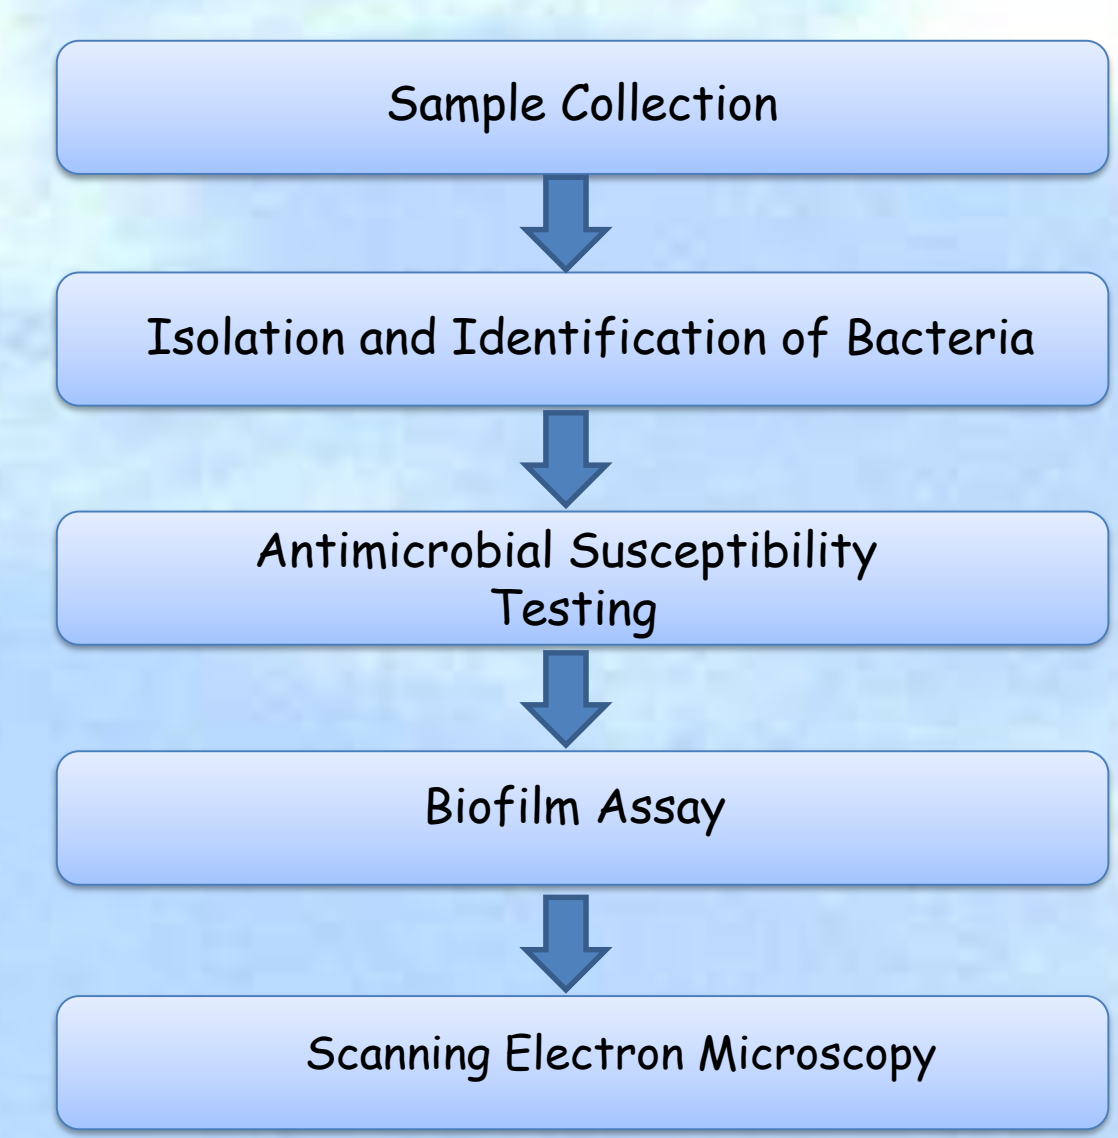 Sample Collection
Isolation and Identification of Bacteria
Antimicrobial Susceptibility
Testing
Biofilm Assay
Scanning Electron Microscopy